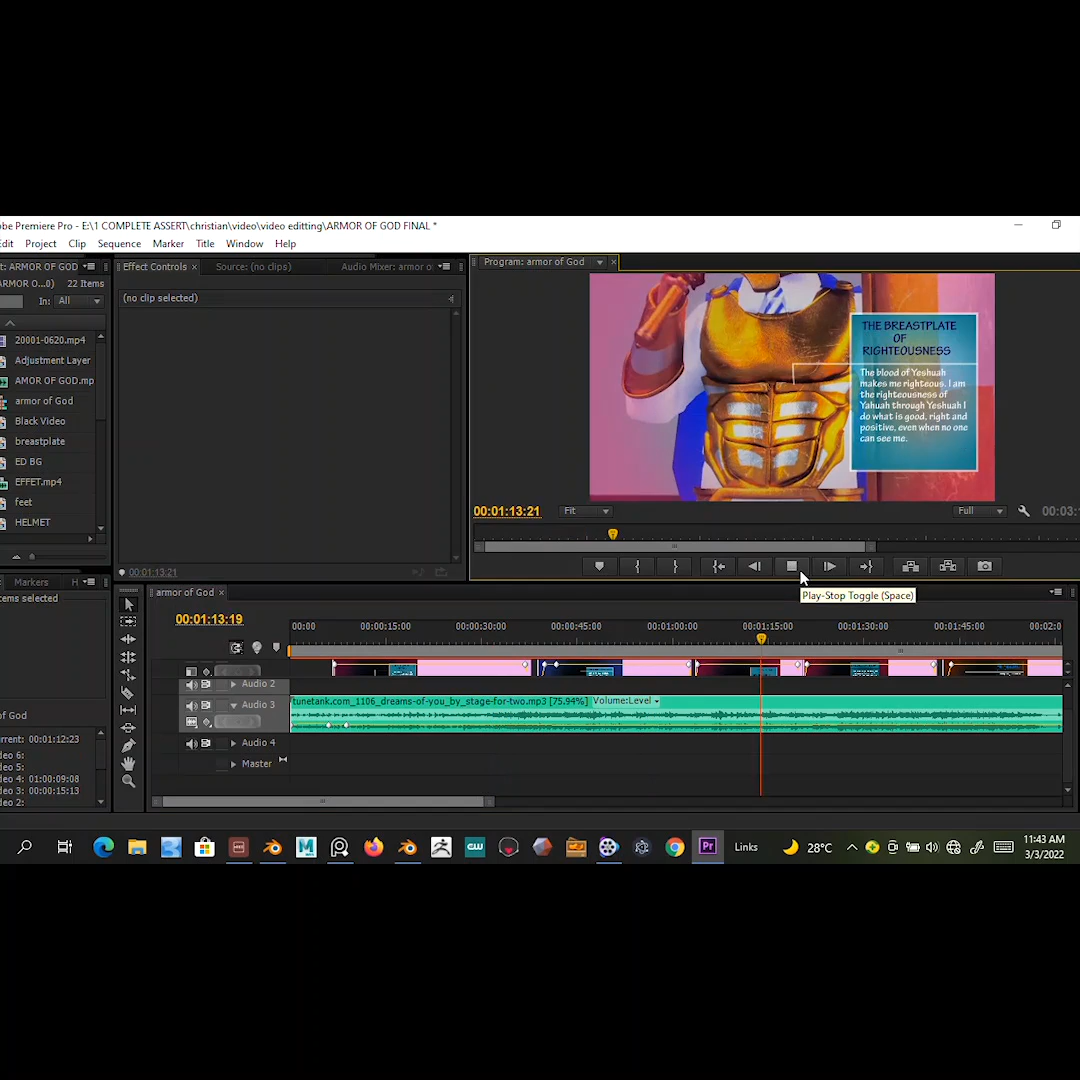 obe Premiere Pro - E:\1 COMPLETE ASSERT\christian\video\video editting\ARMOR OF GOD FINAL *
Edit Project Clip Sequence Marker Title Window Help
t: ARMOR OF GOD
ARMOR O...0) 22 Items
In: All
20001-0620.mp4
Adjustment Layer
AMOR OF GOD.mp
armor of God
Black Video
breastplate
ED BG
EFFET.mp4
feet
HELMET
Effect Controls × Source: (no clips) Audio Mixer: armor o
(no clip selected)
00:01:13:21
Program: armor of God
THE BREASTPLATE
OF
RIGHTEOUSNESS
The blood of Yeshuah
makes me righteous. I am
the righteousness of
Yahuah through Yeshuah I
do what is good, right and
positive, even when no one
can see me.
00:01:13:21 Fit Full 00:03:1
Play-Stop Toggle (Space)
Markers H
tems selected
of God
rrent: 00:01:12:23
deo 6:
deo 5:
deo 4: 01:00:09:08
deo 3: 00:00:15:13
deo 2:
armor of God ×
00:01:13:19
00:00 00:00:15:00 00:00:30:00 00:00:45:00 00:01:00:00 00:01:15:00 00:01:30:00 00:01:45:00 00:02:0
Audio 2
Audio 3
tunetank.com_1106_dreams-of-you_by_stage-for-two.mp3 [75.94%] Volume:Level
Audio 4
Master
M CW Pr Links 28°C
11:43 AM
3/3/2022